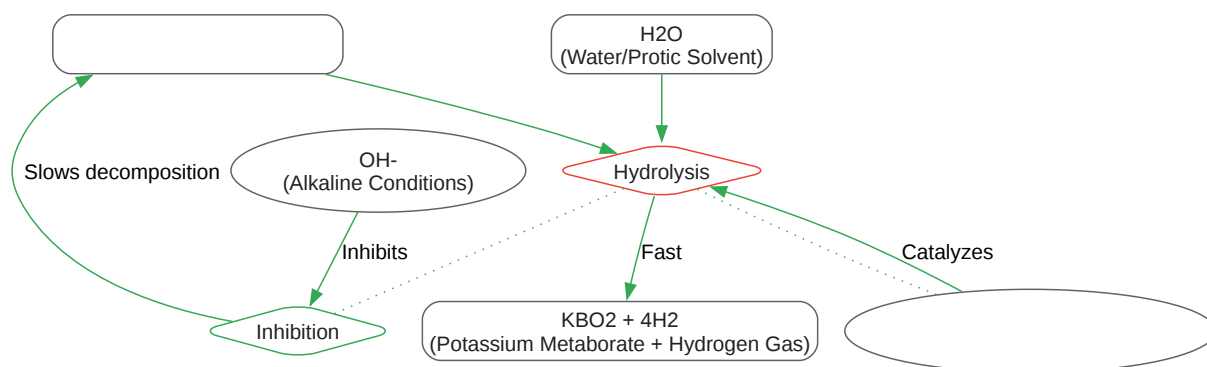 H2O
(Water/Protic Solvent)
Slows decomposition
OH-
(Alkaline Conditions)
Hydrolysis
Inhibits
Fast
Catalyzes
Inhibition
KBO2 + 4H2
(Potassium Metaborate + Hydrogen Gas)